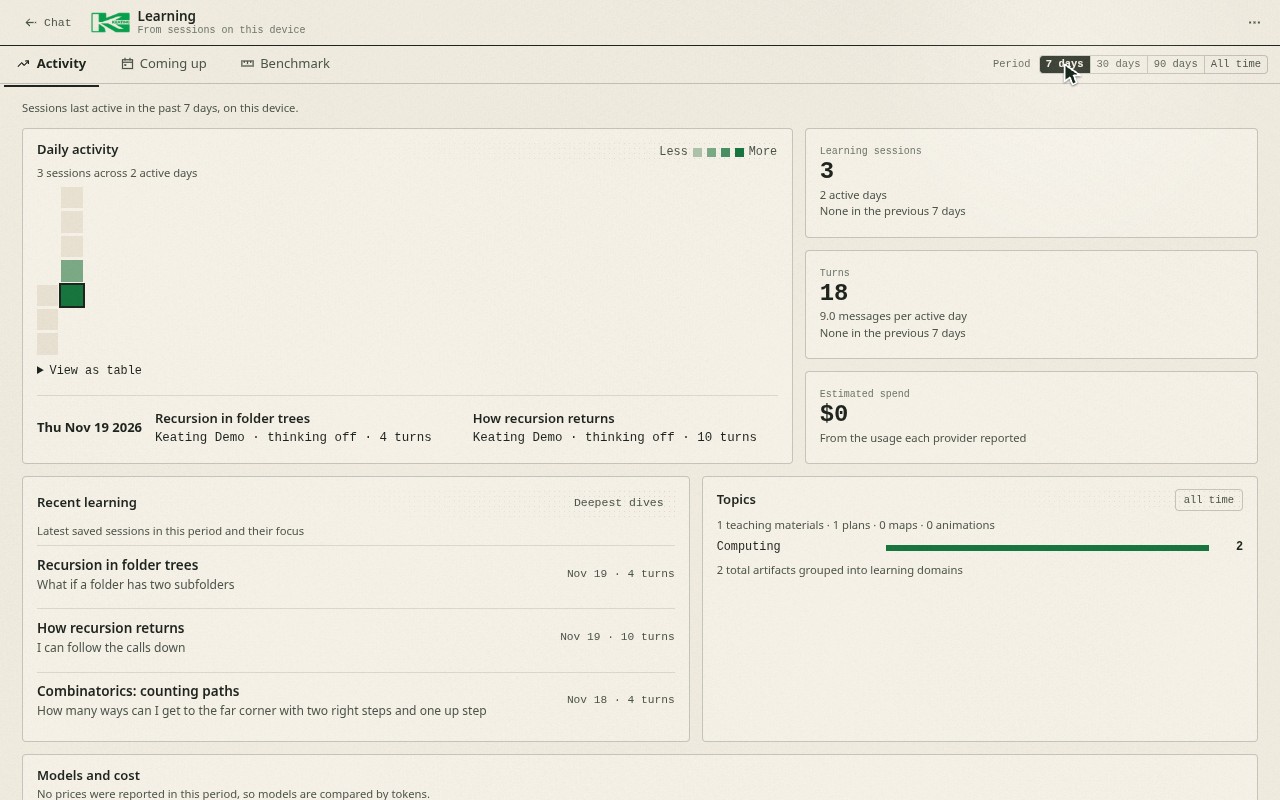 Chat
Learning
From sessions on this device
Activity
Coming up
Benchmark
Period
7 days
30 days
90 days
All time
Sessions last active in the past 7 days, on this device.
Daily activity
Less
More
3 sessions across 2 active days
View as table
Thu Nov 19 2026
Recursion in folder trees
Keating Demo · thinking off · 4 turns
How recursion returns
Keating Demo · thinking off · 10 turns
Learning sessions
3
2 active days
None in the previous 7 days
Turns
18
9.0 messages per active day
None in the previous 7 days
Estimated spend
$0
From the usage each provider reported
Recent learning
Deepest dives
Latest saved sessions in this period and their focus
Recursion in folder trees
What if a folder has two subfolders
Nov 19 · 4 turns
How recursion returns
I can follow the calls down
Nov 19 · 10 turns
Combinatorics: counting paths
How many ways can I get to the far corner with two right steps and one up step
Nov 18 · 4 turns
Topics
all time
1 teaching materials · 1 plans · 0 maps · 0 animations
Computing
2
2 total artifacts grouped into learning domains
Models and cost
No prices were reported in this period, so models are compared by tokens.